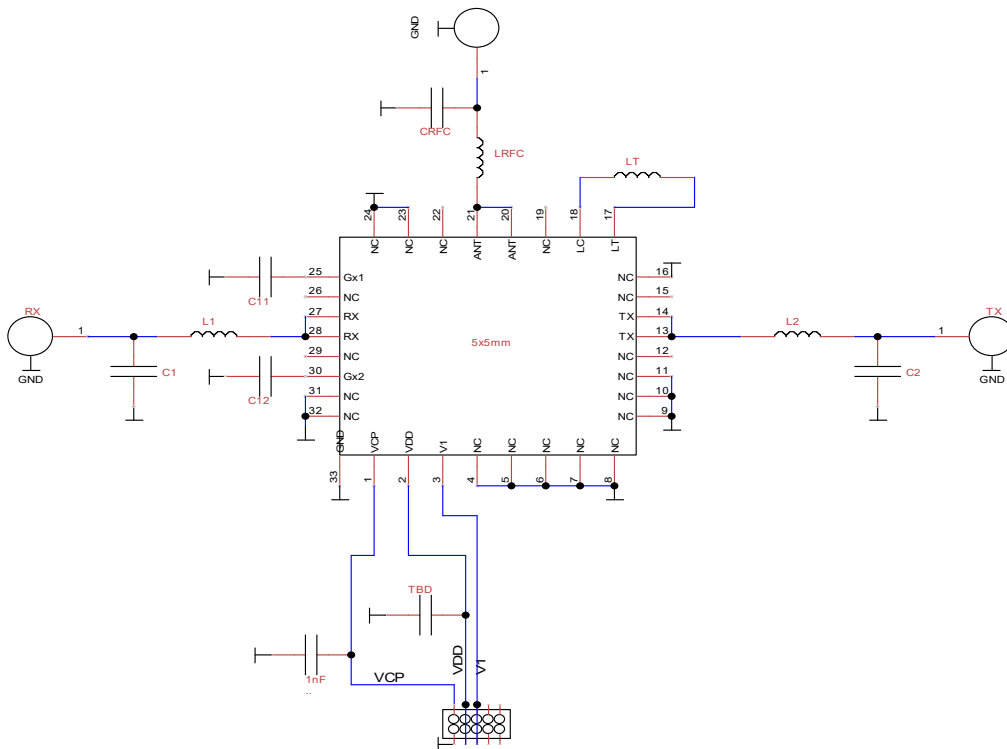 GND
1
CRFC
LRFC
LT
24 23 22 21 20 19 18 17
NC NC NC ANT ANT NC LC LT
25 Gx1
C11
26 NC
27 RX
28 RX
29 NC
30 Gx2
C12
31 NC
32 NC
RX
1
GND
L1
C1
5x5mm
NC 16
NC 15
TX 14
TX 13
NC 12
NC 11
NC 10
NC 9
L2
C2
1
TX
GND
GND VCP VDD V1 NC NC NC NC NC
33 1 2 3 4 5 6 7 8
TBD
1nF
..
VCP
VDD
V1